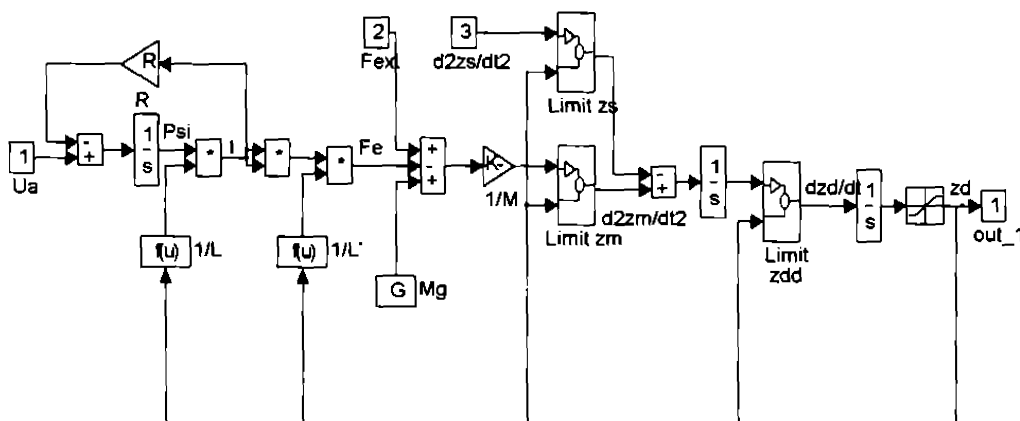 2
3
Fext
d2zs/dt2
R
R
Limit zs
-
+
1
s
Psi
*
i
*
*
Fe
+
-
+
K-
1/M
1
Ua
-
+
1
s
dzd/dt
1
s
zd
1
out_1
d2zm/dt2
Limit zm
Limit
zdd
f(u)
1/L
f(u)
1/L'
G
Mg